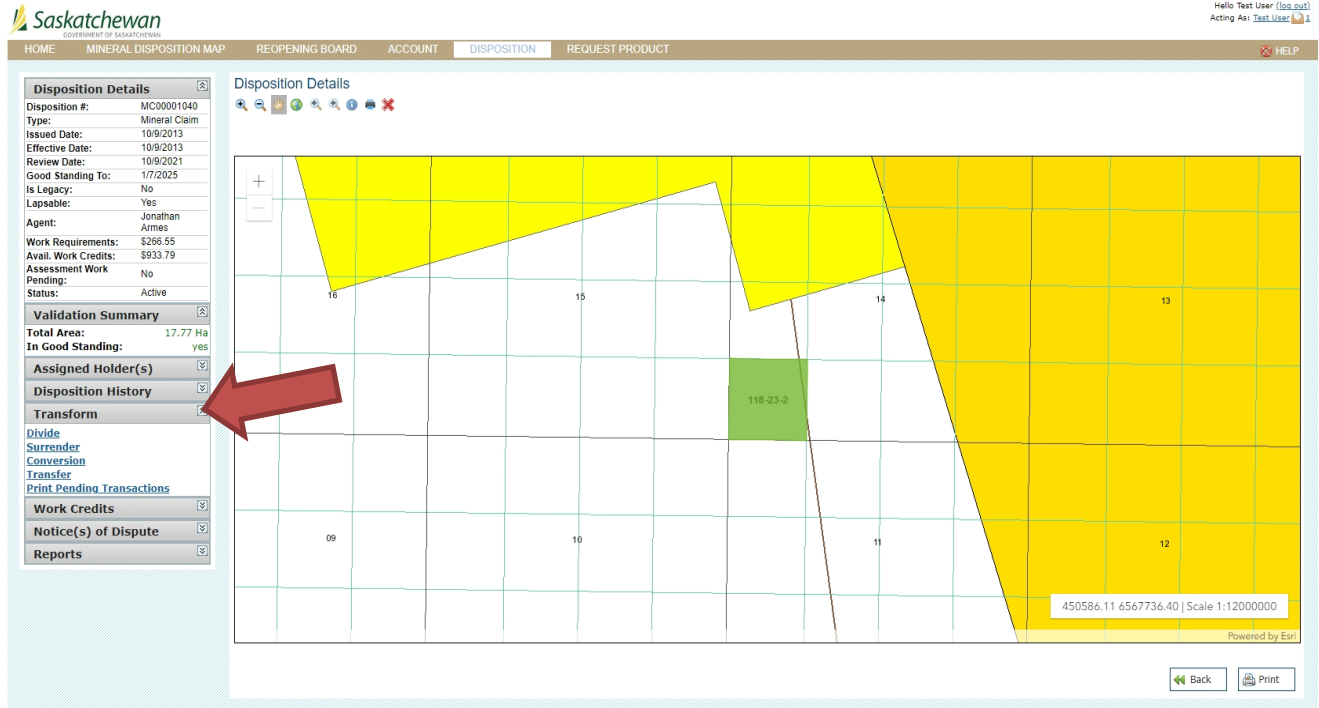 Saskatchewan
GOVERNMENT OF SASKATCHEWAN
Hello Test User (log out)
Acting As: Test User 1
HOME MINERAL DISPOSITION MAP REOPENING BOARD ACCOUNT DISPOSITION REQUEST PRODUCT HELP
Disposition Details
Disposition #: MC00001040
Type: Mineral Claim
Issued Date: 10/9/2013
Effective Date: 10/9/2013
Review Date: 10/9/2021
Good Standing To: 1/7/2025
Is Legacy: No
Lapsable: Yes
Agent: Jonathan Armes
Work Requirements: $266.55
Avail. Work Credits: $933.79
Assessment Work Pending: No
Status: Active
Validation Summary
Total Area: 17.77 Ha
In Good Standing: yes
Assigned Holder(s)
Disposition History
Transform
Divide
Surrender
Conversion
Transfer
Print Pending Transactions
Work Credits
Notice(s) of Dispute
Reports
Disposition Details
+
−
16 15 14 13
118-23-2
09 10 11 12
450586.11 6567736.40 | Scale 1:12000000
Powered by Esri
Back Print